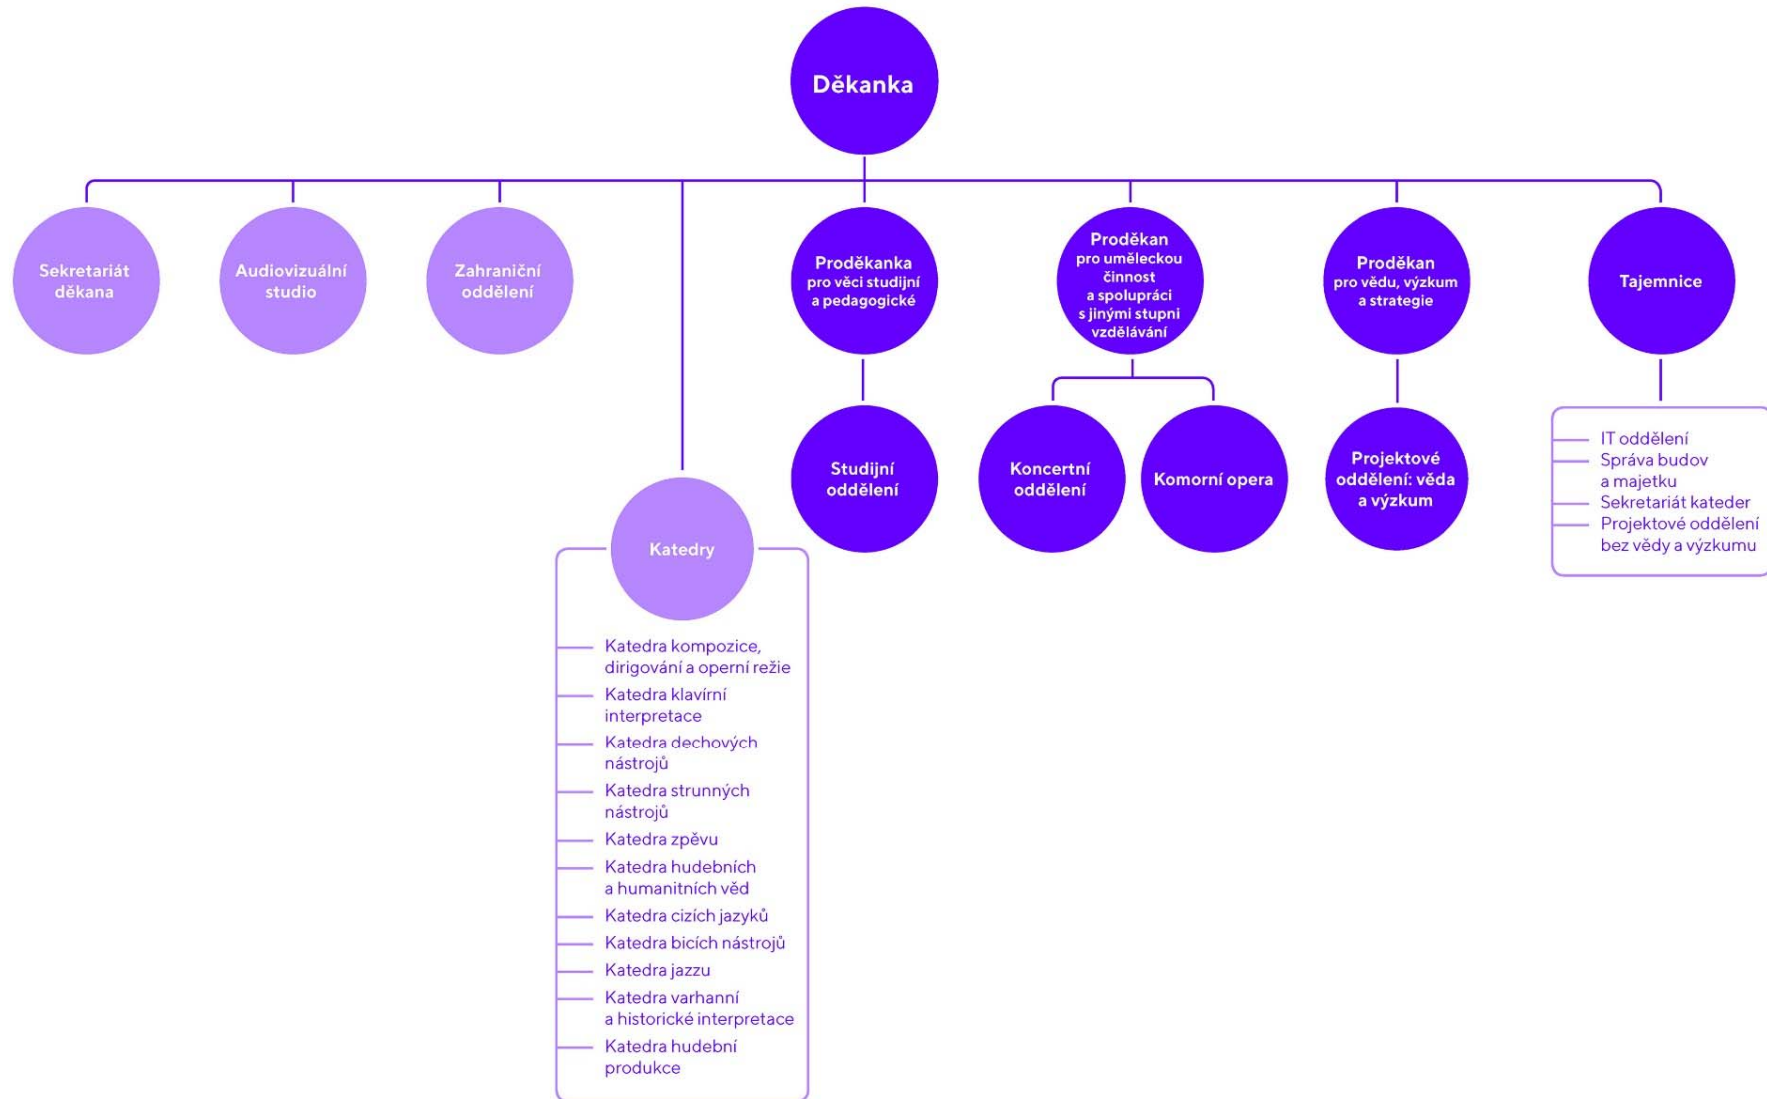 Děkanka
Sekretariát
děkana
Audiovizuální
studio
Zahraniční
oddělení
Proděkanka
pro věci studijní
a pedagogické
Proděkan
pro uměleckou
činnost
a spolupráci
s jinými stupni
vzdělávání
Proděkan
pro vědu, výzkum
a strategie
Tajemnice
Studijní
oddělení
Koncertní
oddělení
Komorní opera
Projektové
oddělení: věda
a výzkum
IT oddělení
Správa budov
a majetku
Sekretariát kateder
Projektové oddělení
bez vědy a výzkumu
Katedry
Katedra kompozice,
dirigování a operní režie
Katedra klavírní
interpretace
Katedra dechových
nástrojů
Katedra strunných
nástrojů
Katedra zpěvu
Katedra hudebních
a humanitních věd
Katedra cizích jazyků
Katedra bicích nástrojů
Katedra jazzu
Katedra varhanní
a historické interpretace
Katedra hudební
produkce